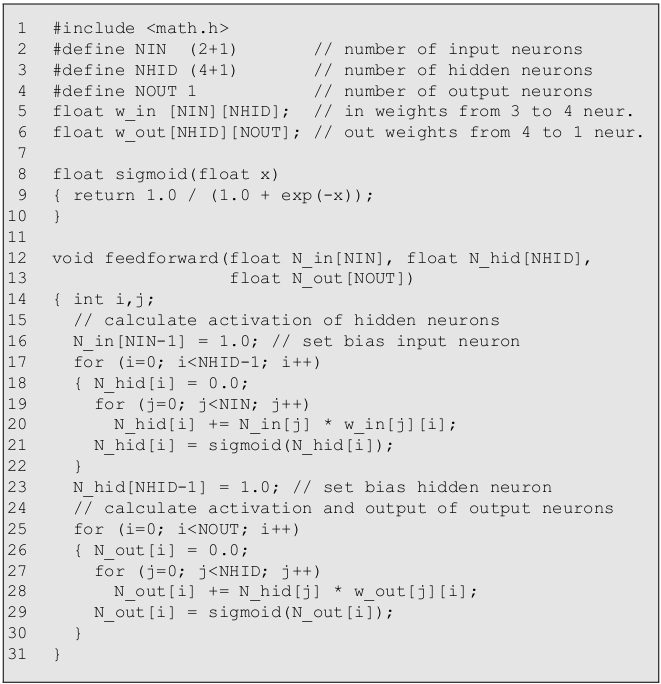 1 #include <math.h>
2 #define NIN (2+1) // number of input neurons
3 #define NHID (4+1) // number of hidden neurons
4 #define NOUT 1 // number of output neurons
5 float w_in [NIN][NHID]; // in weights from 3 to 4 neur.
6 float w_out[NHID][NOUT]; // out weights from 4 to 1 neur.
7
8 float sigmoid(float x)
9 { return 1.0 / (1.0 + exp(-x));
10 }
11
12 void feedforward(float N_in[NIN], float N_hid[NHID],
13 float N_out[NOUT])
14 { int i,j;
15 // calculate activation of hidden neurons
16 N_in[NIN-1] = 1.0; // set bias input neuron
17 for (i=0; i<NHID-1; i++)
18 { N_hid[i] = 0.0;
19 for (j=0; j<NIN; j++)
20 N_hid[i] += N_in[j] * w_in[j][i];
21 N_hid[i] = sigmoid(N_hid[i]);
22 }
23 N_hid[NHID-1] = 1.0; // set bias hidden neuron
24 // calculate activation and output of output neurons
25 for (i=0; i<NOUT; i++)
26 { N_out[i] = 0.0;
27 for (j=0; j<NHID; j++)
28 N_out[i] += N_hid[j] * w_out[j][i];
29 N_out[i] = sigmoid(N_out[i]);
30 }
31 }